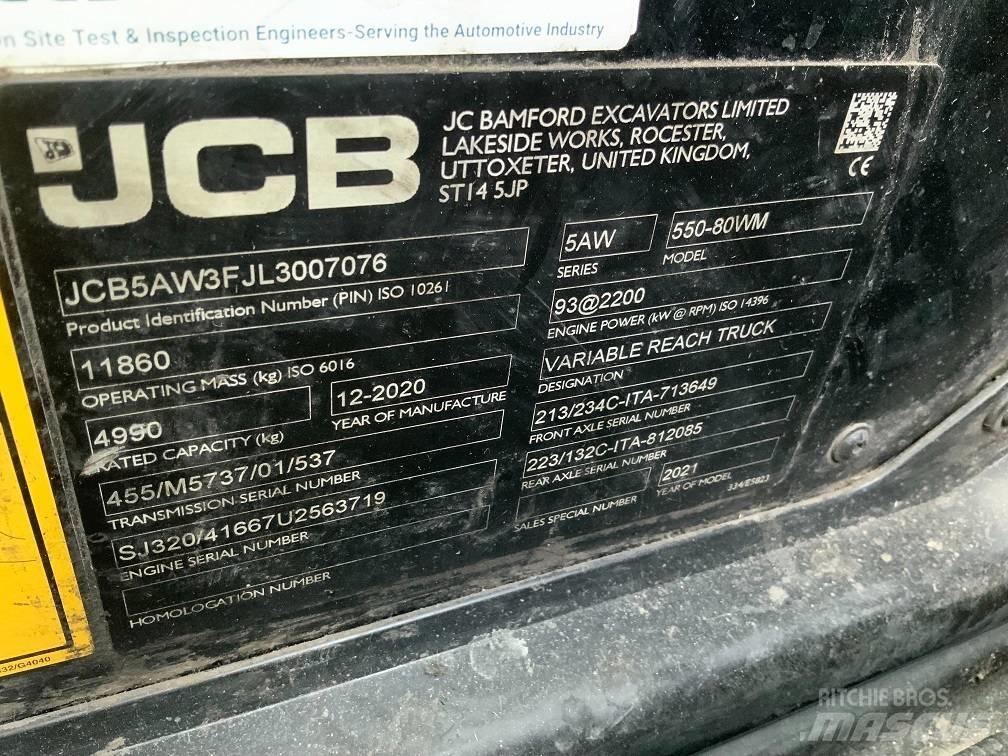 on Site Test & Inspection Engineers-Serving the Automotive Industry
JCB
JC BAMFORD EXCAVATORS LIMITED
LAKESIDE WORKS, ROCESTER,
UTTOXETER, UNITED KINGDOM,
ST14 5JP
CE
JCB5AW3FJL3007076
Product Identification Number (PIN) ISO 10261
5AW
SERIES
550-80WM
MODEL
11860
OPERATING MASS (kg) ISO 6016
93@2200
ENGINE POWER (kW @ RPM) ISO 14396
4990
RATED CAPACITY (kg)
12-2020
YEAR OF MANUFACTURE
VARIABLE REACH TRUCK
DESIGNATION
455/M5737/01/537
TRANSMISSION SERIAL NUMBER
213/234C-ITA-713649
FRONT AXLE SERIAL NUMBER
SJ320/41667U2563719
ENGINE SERIAL NUMBER
223/132C-ITA-812085
REAR AXLE SERIAL NUMBER
HOMOLOGATION NUMBER
SALES SPECIAL NUMBER
2021
YEAR OF MODEL
334/E5823
332/G4040
RITCHIE BROS.
MASCUS